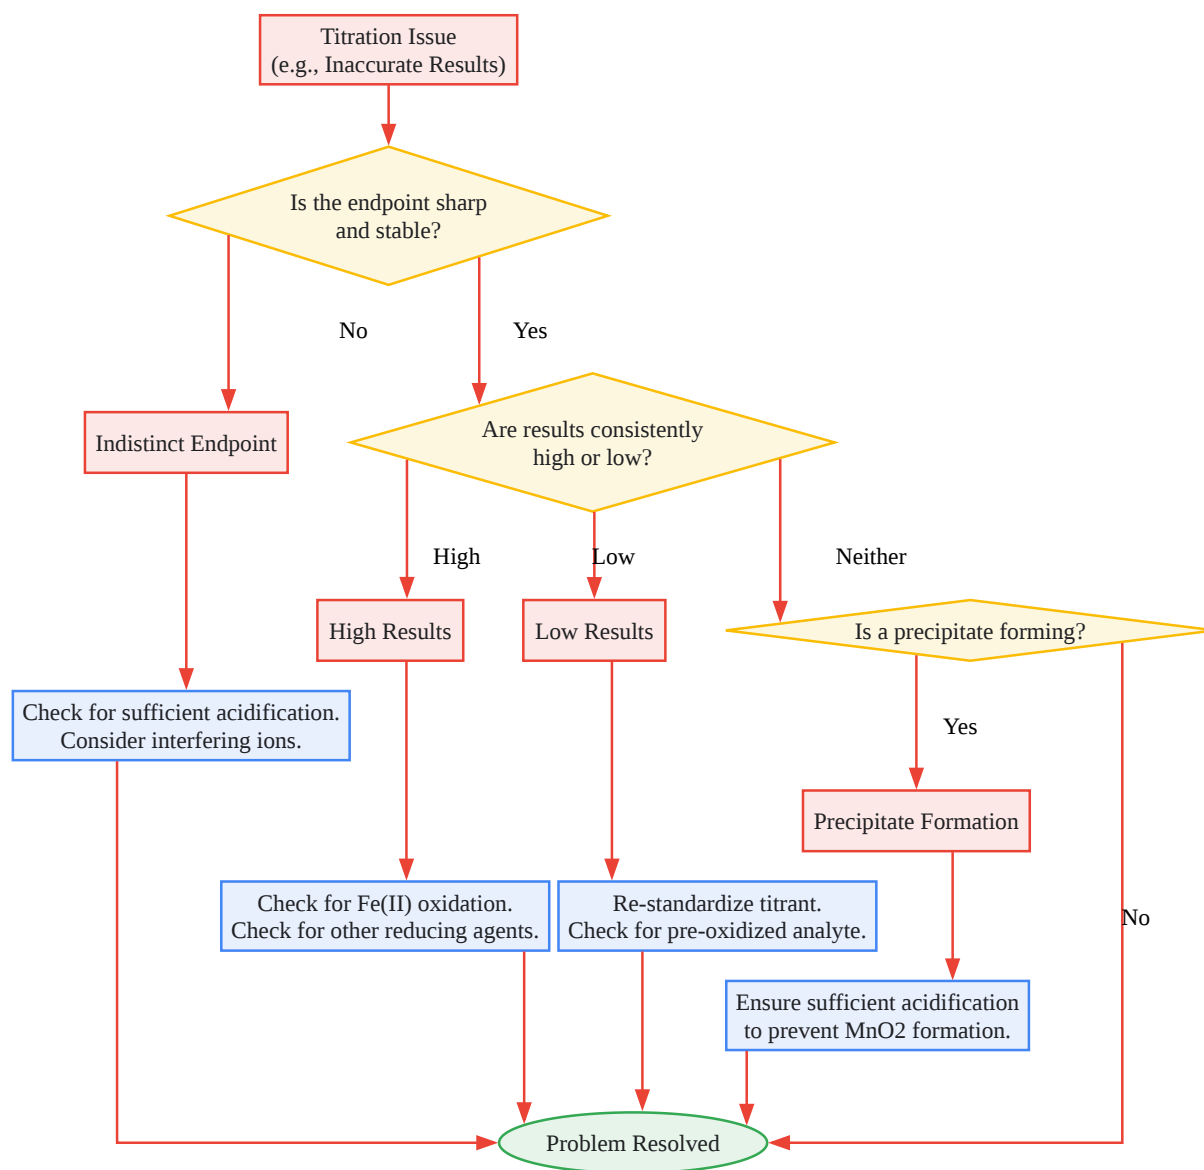 Titration Issue
(e.g., Inaccurate Results)
Is the endpoint sharp
and stable?
No
Yes
Indistinct Endpoint
Are results consistently
high or low?
High
Low
Neither
High Results
Low Results
Is a precipitate forming?
Check for sufficient acidification.
Consider interfering ions.
Yes
Precipitate Formation
Check for Fe(II) oxidation.
Check for other reducing agents.
Re-standardize titrant.
Check for pre-oxidized analyte.
No
Ensure sufficient acidification
to prevent MnO2 formation.
Problem Resolved